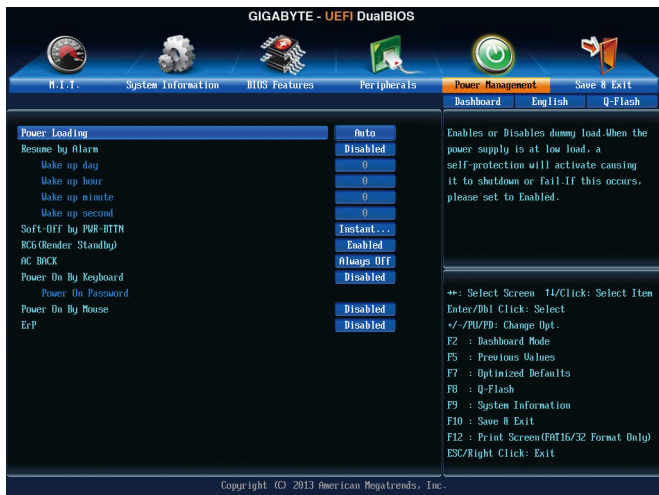 GIGABYTE - UEFI DualBIOS
M.I.T. System Information BIOS Features Peripherals Power Management Save & Exit
Dashboard English Q-Flash
Power Loading Auto
Resume by Alarm Disabled
Wake up day 0
Wake up hour 0
Wake up minute 0
Wake up second 0
Soft-Off by PWR-BTTN Instant...
RC6(Render Standby) Enabled
AC BACK Always Off
Power On By Keyboard Disabled
Power On Password
Power On By Mouse Disabled
ErP Disabled
Enables or Disables dummy load.When the
power supply is at low load, a
self-protection will activate causing
it to shutdown or fail.If this occurs,
please set to Enabled.
→←: Select Screen ↑↓/Click: Select Item
Enter/Dbl Click: Select
+/-/PU/PD: Change Opt.
F2 : Dashboard Mode
F5 : Previous Values
F7 : Optimized Defaults
F8 : Q-Flash
F9 : System Information
F10 : Save & Exit
F12 : Print Screen(FAT16/32 Format Only)
ESC/Right Click: Exit
Copyright (C) 2013 American Megatrends, Inc.